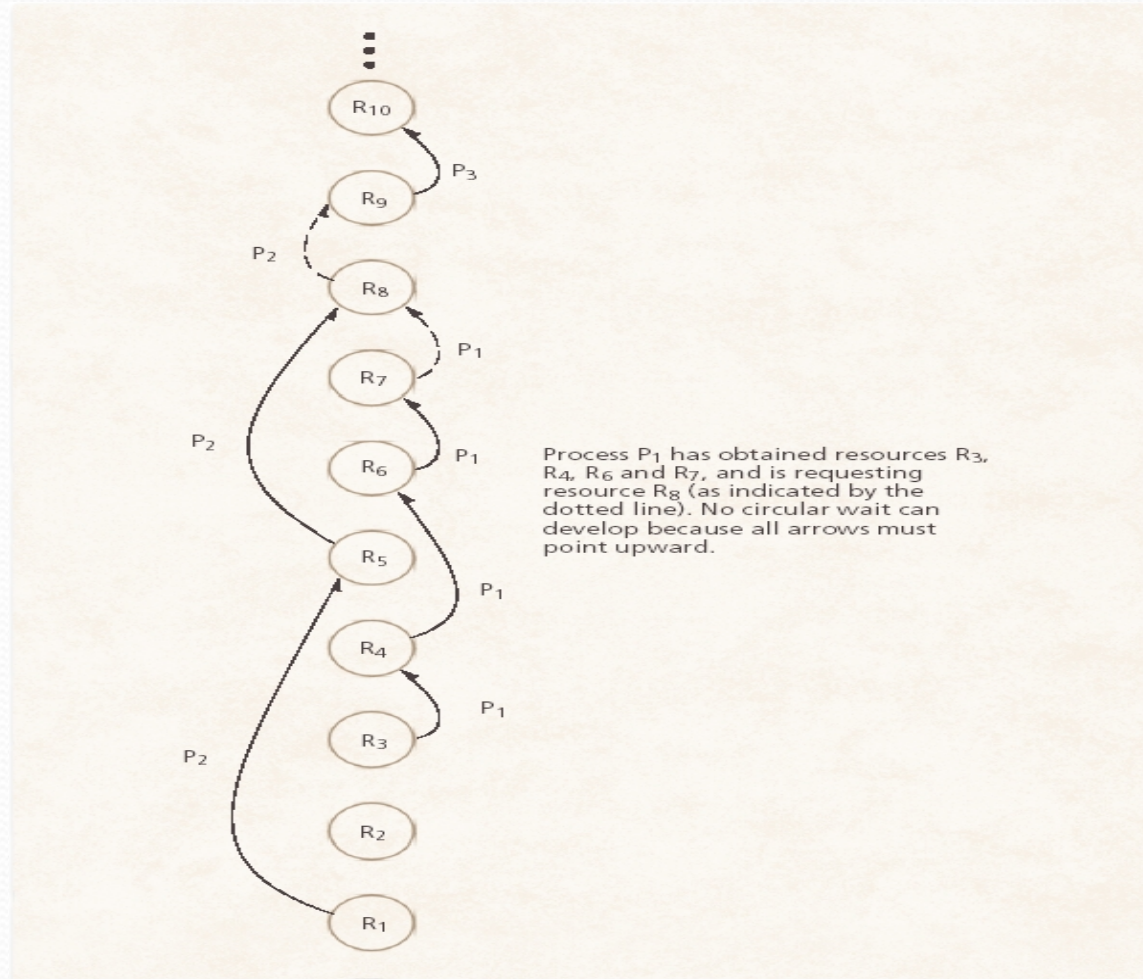 R10
P3
R9
P2
R8
P1
R7
P2
P1
R6
Process P1 has obtained resources R3,
R4, R6 and R7, and is requesting
resource R8 (as indicated by the
dotted line). No circular wait can
develop because all arrows must
point upward.
R5
P1
R4
P1
R3
P2
R2
R1